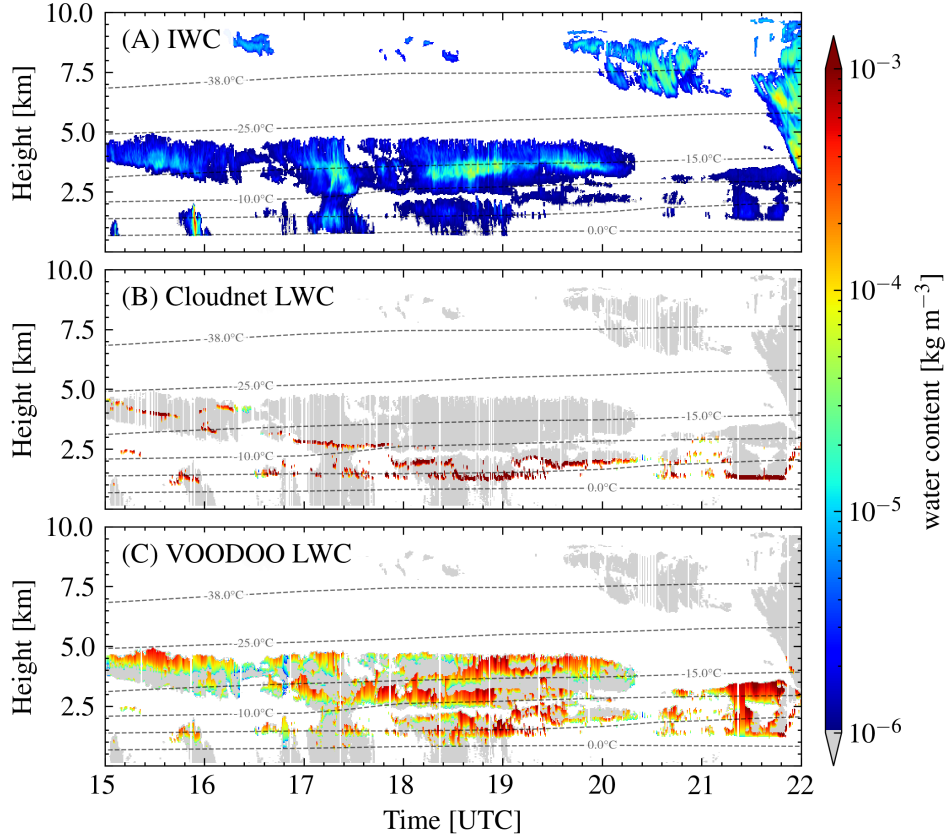 (A) IWC
10.0
7.5
5.0
2.5
Height [km]
-38.0°C
-25.0°C
-15.0°C
-10.0°C
0.0°C
(B) Cloudnet LWC
10.0
7.5
5.0
2.5
Height [km]
-38.0°C
-25.0°C
-15.0°C
-10.0°C
0.0°C
(C) VOODOO LWC
10.0
7.5
5.0
2.5
Height [km]
-38.0°C
-25.0°C
-15.0°C
-10.0°C
0.0°C
15 16 17 18 19 20 21 22
Time [UTC]
10⁻³
10⁻⁴
10⁻⁵
10⁻⁶
water content [kg m⁻³]